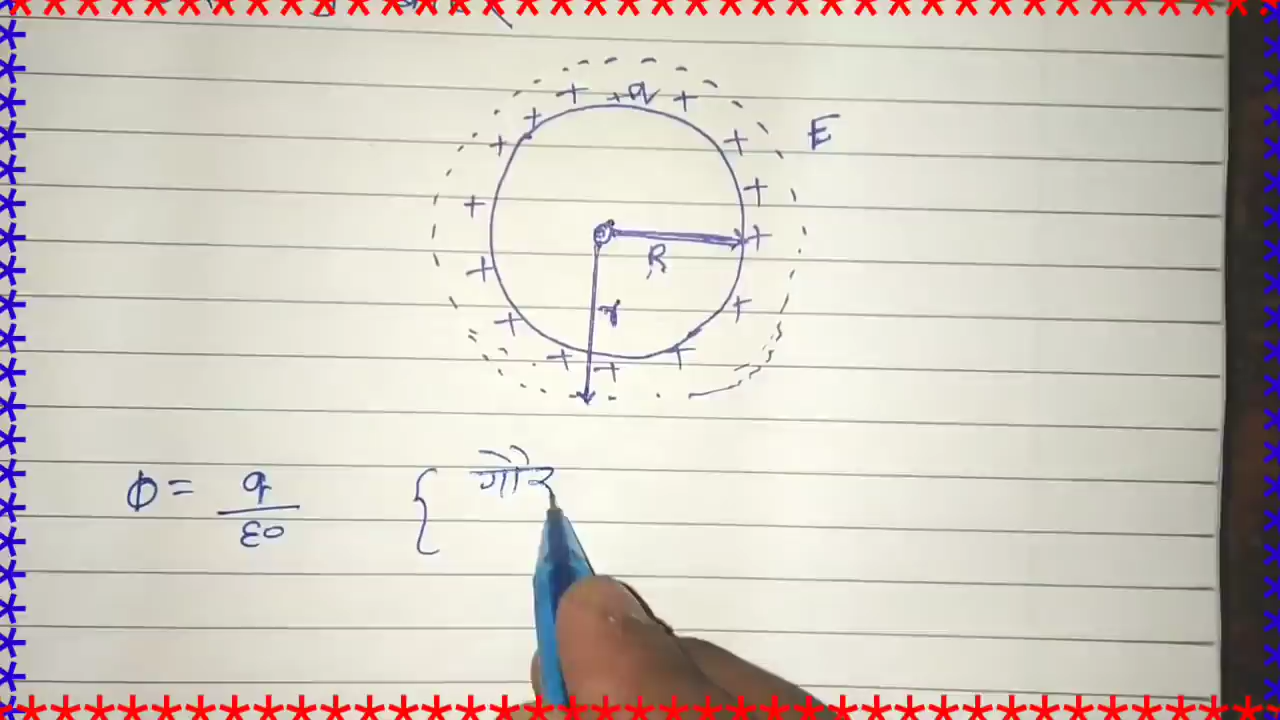 + q +
E
R
r
φ = q / ε0 {